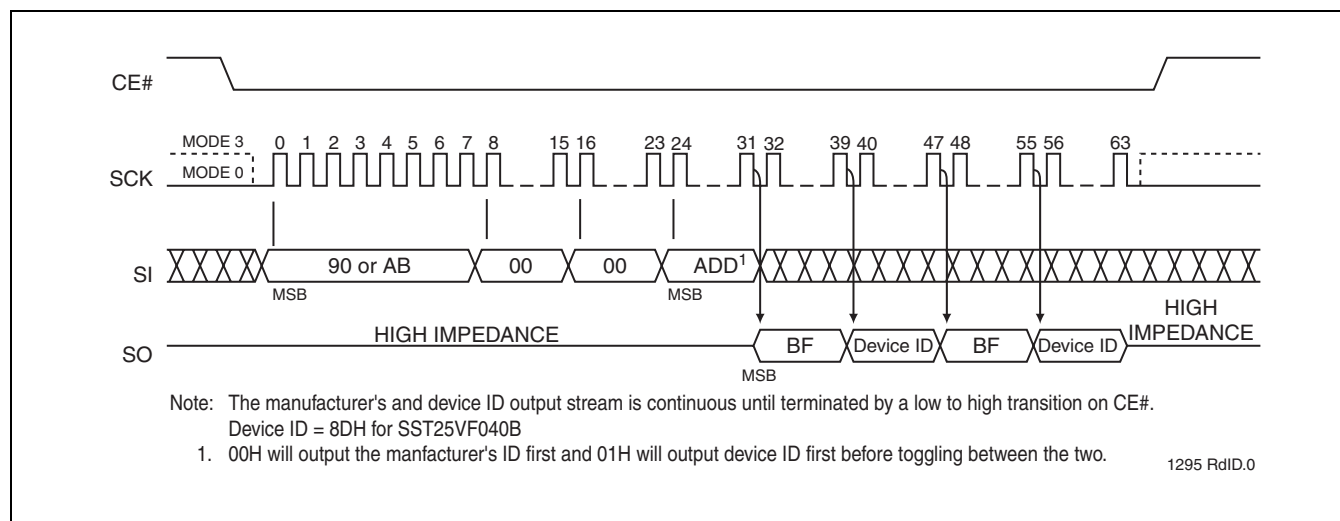 CE#
MODE 3
0 1 2 3 4 5 6 7 8 15 16 23 24 31 32 39 40 47 48 55 56 63
SCK
MODE 0
SI
90 or AB 00 00 ADD1
MSB MSB
HIGH IMPEDANCE
HIGH IMPEDANCE
SO
BF Device ID BF Device ID
MSB
Note: The manufacturer's and device ID output stream is continuous until terminated by a low to high transition on CE#.
Device ID = 8DH for SST25VF040B
1. 00H will output the manfacturer's ID first and 01H will output device ID first before toggling between the two.
1295 RdID.0